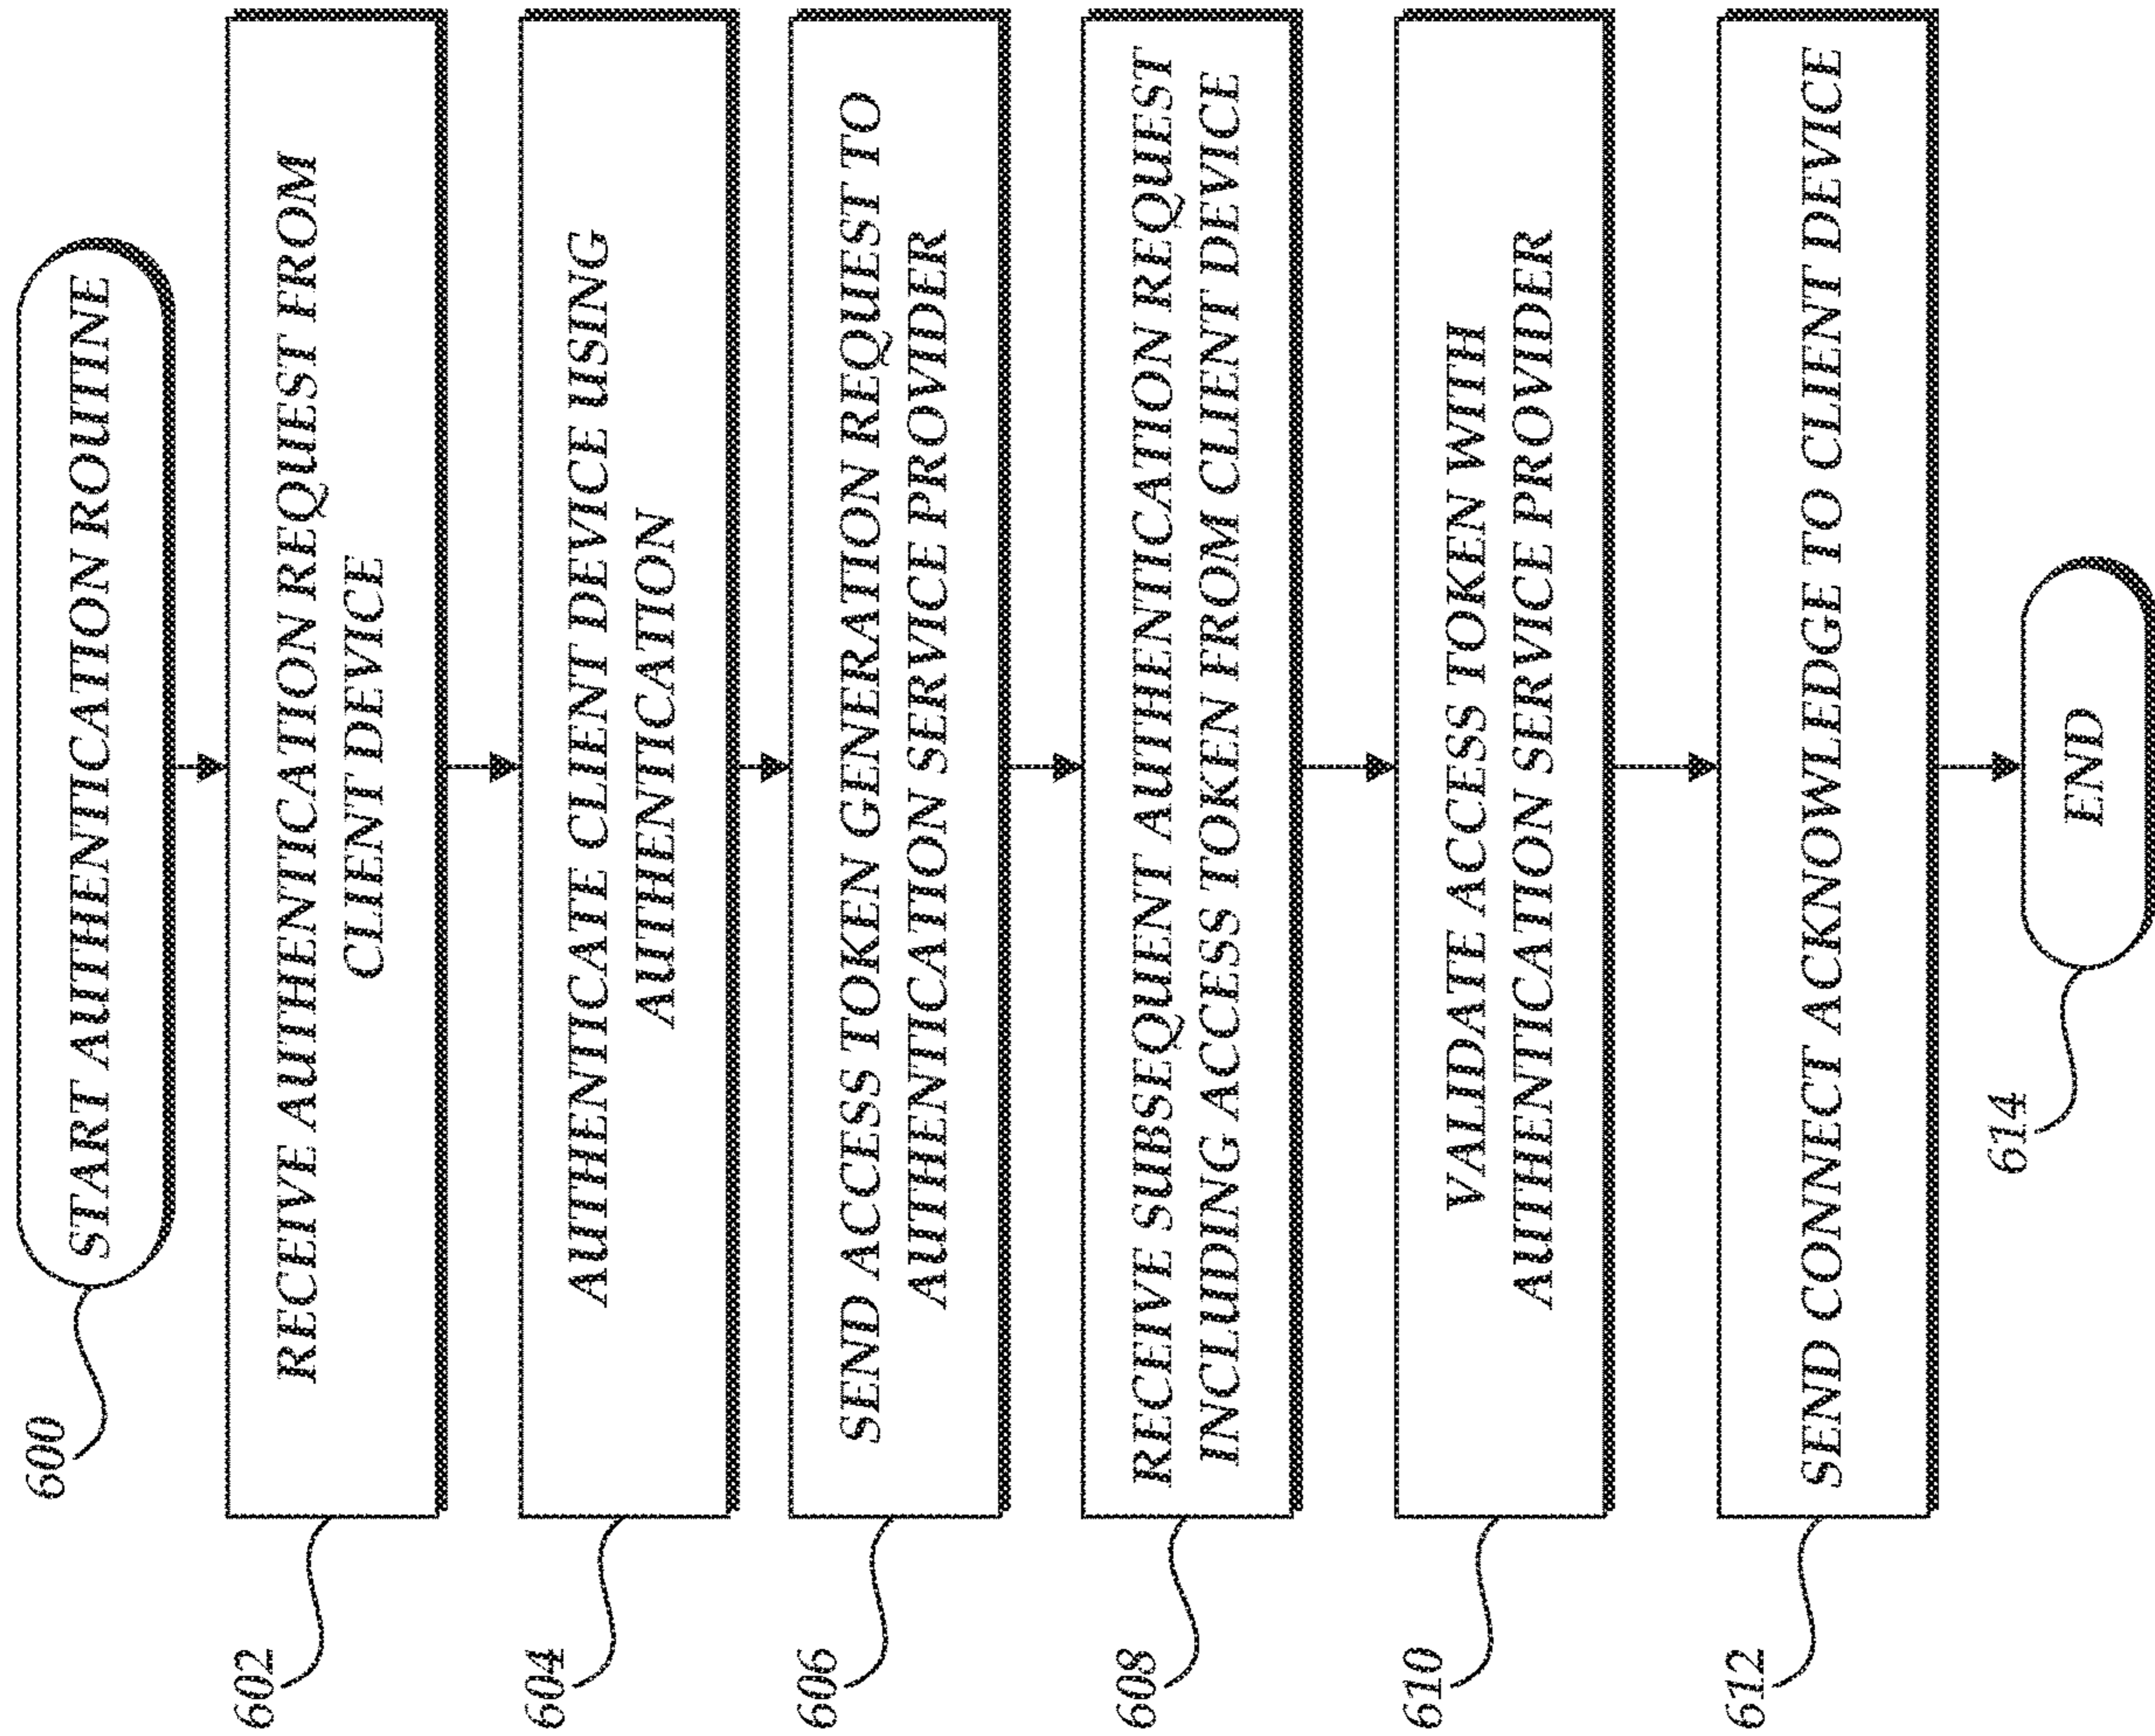 600
START AUTHENTICATION ROUTINE
602
RECEIVE AUTHENTICATION REQUEST FROM
CLIENT DEVICE
604
AUTHENTICATE CLIENT DEVICE USING
AUTHENTICATION
606
SEND ACCESS TOKEN GENERATION REQUEST TO
AUTHENTICATION SERVICE PROVIDER
608
RECEIVE SUBSEQUENT AUTHENTICATION REQUEST
INCLUDING ACCESS TOKEN FROM CLIENT DEVICE
610
VALIDATE ACCESS TOKEN WITH
AUTHENTICATION SERVICE PROVIDER
612
SEND CONNECT ACKNOWLEDGE TO CLIENT DEVICE
614
END